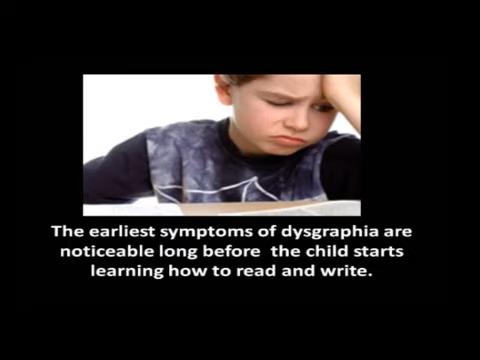 The earliest symptoms of dysgraphia are
noticeable long before  the child starts
learning how to read and write.